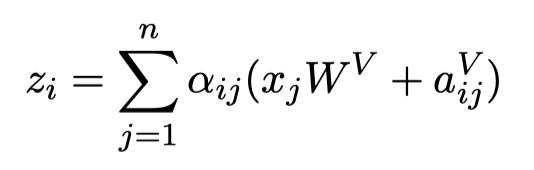 $z_i = \sum_{j=1}^{n} \alpha_{ij}(x_j W^V + a_{ij}^V)$